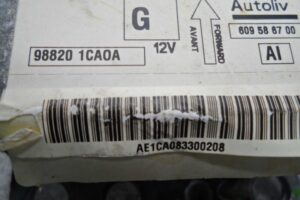 Autoliv
G
609 58 67 00
12V
AVANT
FORWARD
98820 1CA0A
AI
AE1CA083300208